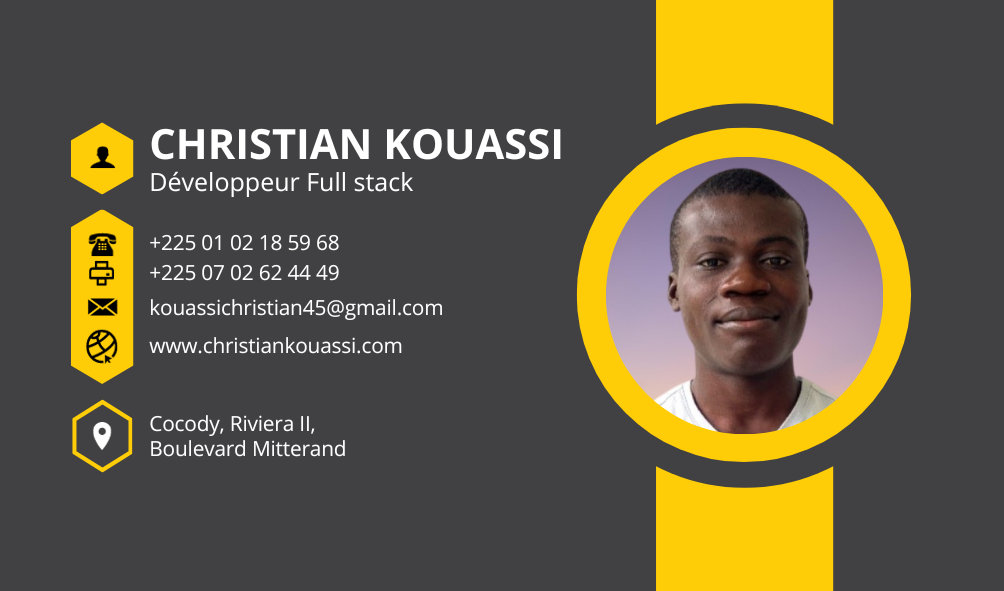 CHRISTIAN KOUASSI
Développeur Full stack
+225 01 02 18 59 68
+225 07 02 62 44 49
kouassichristian45@gmail.com
www.christiankouassi.com
Cocody, Riviera II,
Boulevard Mitterand